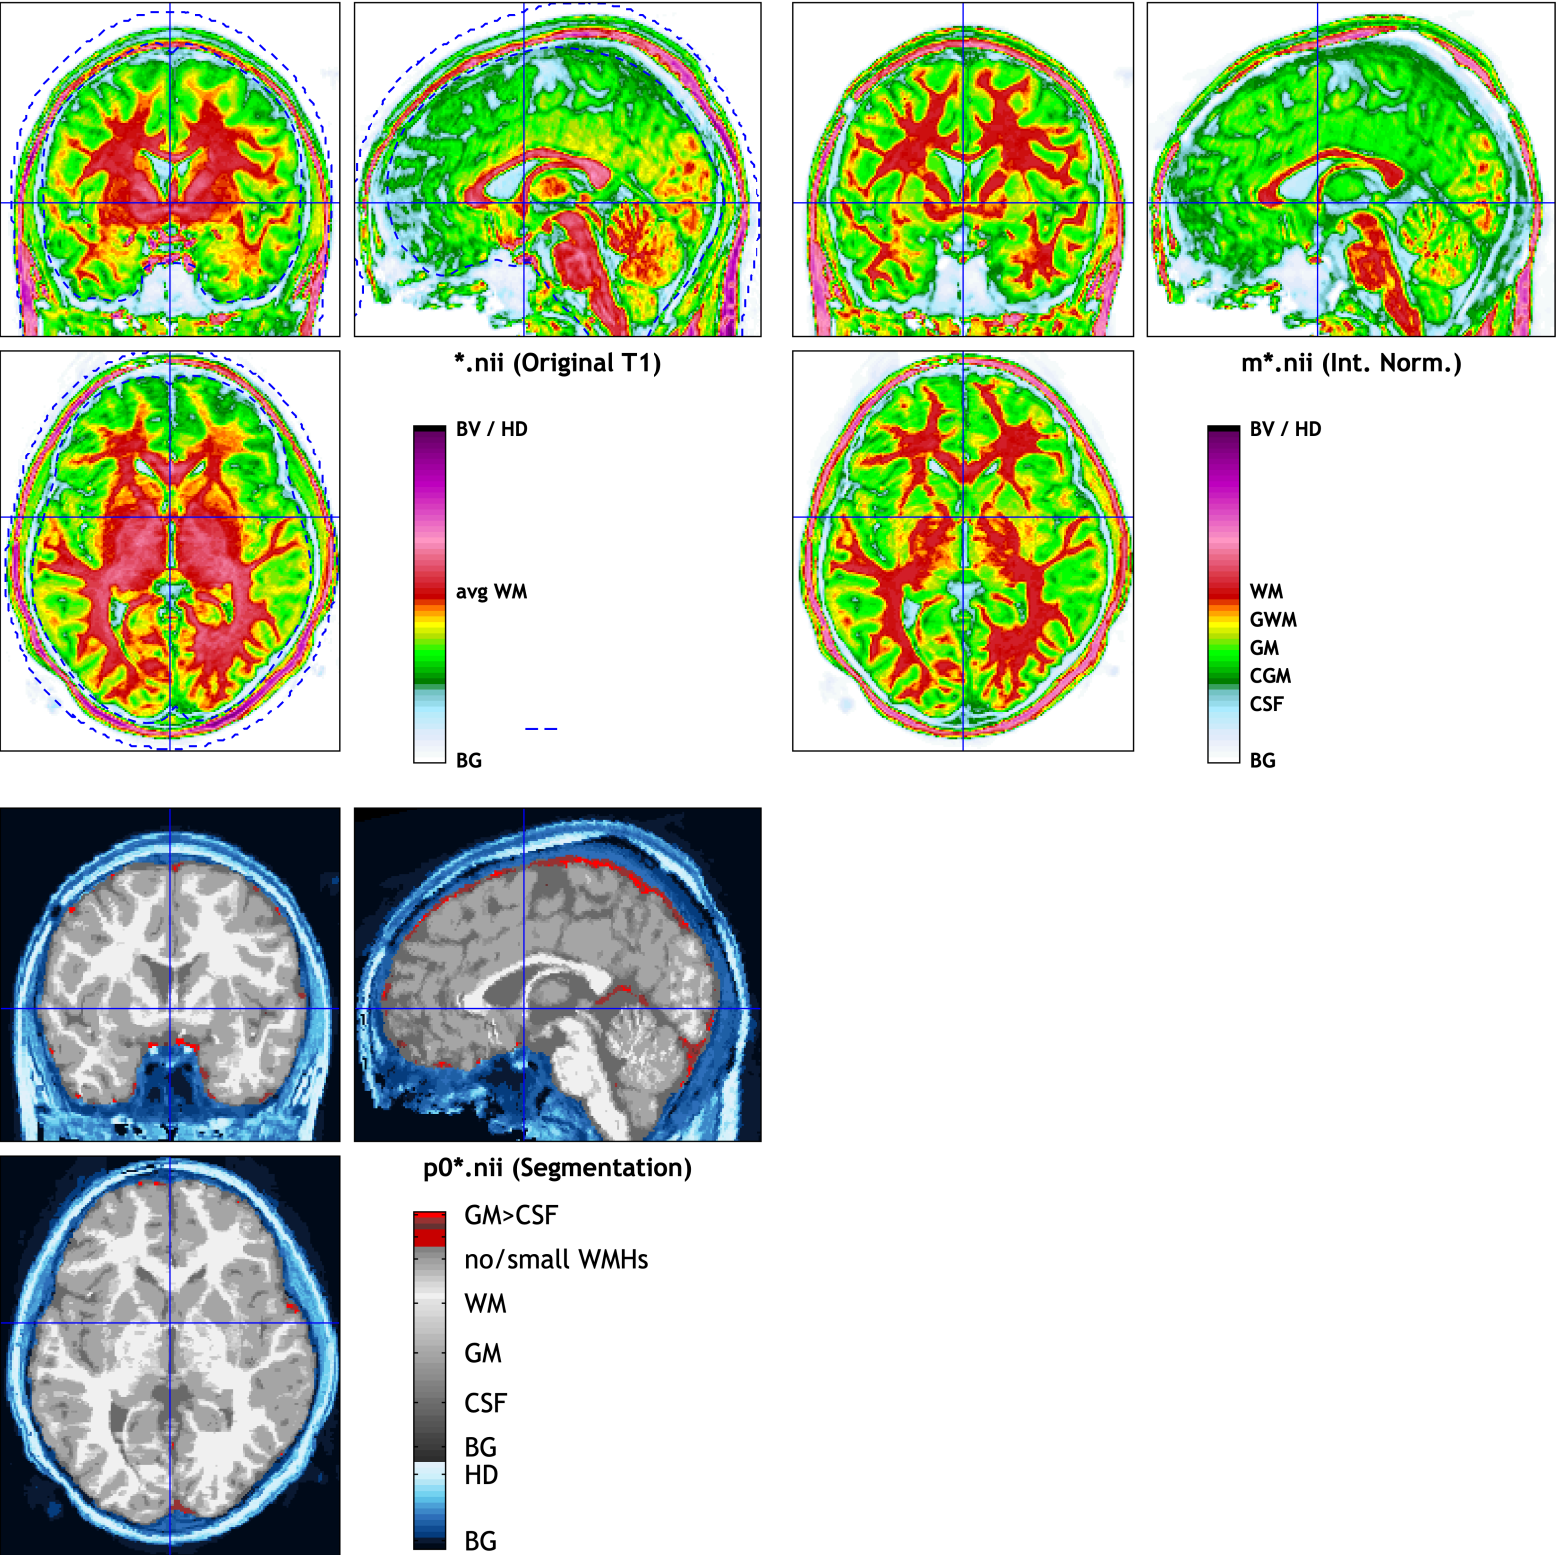 *.nii (Original T1)
BV / HD
avg WM
BG
m*.nii (Int. Norm.)
BV / HD
WM
GWM
GM
CGM
CSF
BG
p0*.nii (Segmentation)
GM>CSF
no/small WMHs
WM
GM
CSF
BG
HD
BG